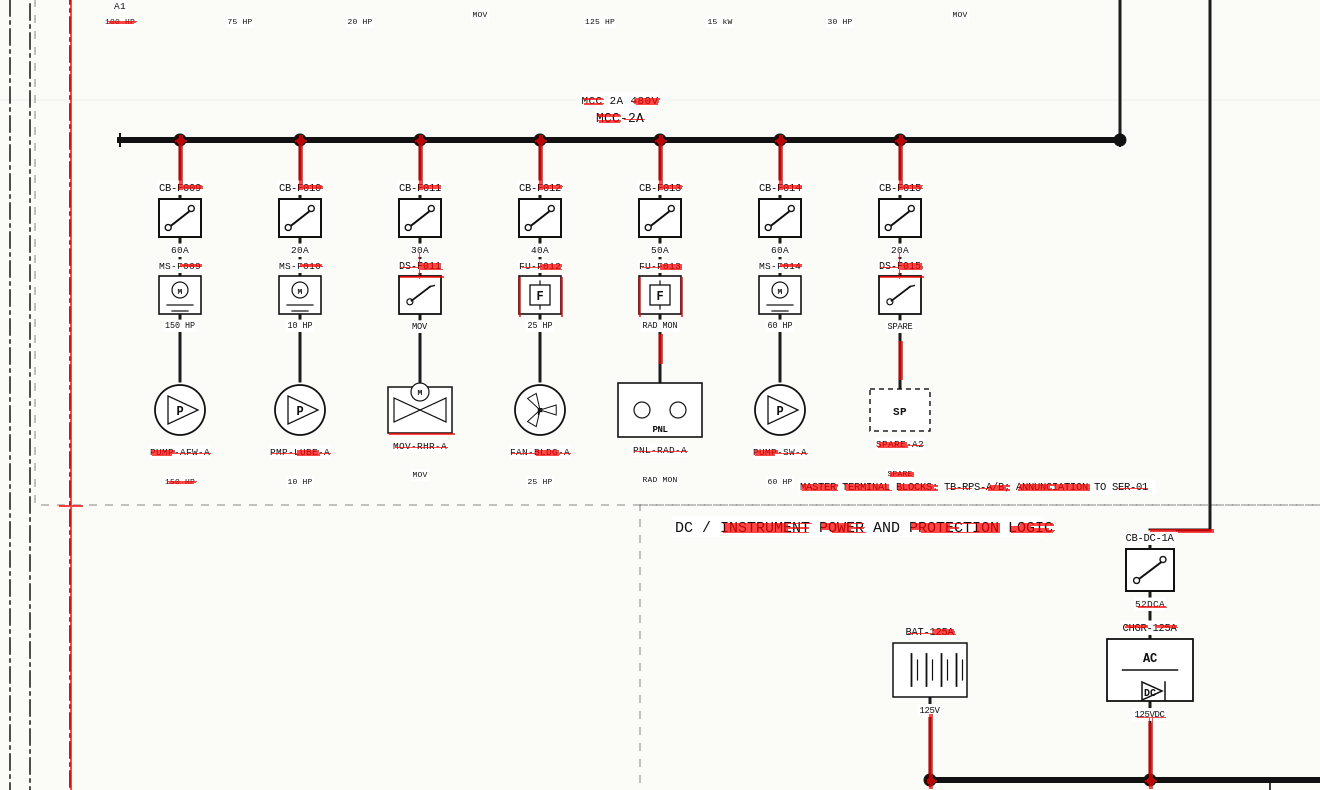 A1
100 HP 75 HP 20 HP MOV 125 HP 15 kW 30 HP MOV
MCC 2A 480V
MCC-2A
CB-F009 CB-F010 CB-F011 CB-F012 CB-F013 CB-F014 CB-F015
60A 20A 30A 40A 50A 60A 20A
MS-F009 MS-F010 DS-F011 FU-F012 FU-F013 MS-F014 DS-F015
M M F F M
150 HP 10 HP MOV 25 HP RAD MON 60 HP SPARE
M
P P PNL P SP
PUMP-AFW-A PMP-LUBE-A MOV-RHR-A FAN-BLDG-A PNL-RAD-A PUMP-SW-A SPARE-A2
150 HP 10 HP MOV 25 HP RAD MON 60 HP SPARE
MASTER TERMINAL BLOCKS: TB-RPS-A/B; ANNUNCIATION TO SER-01
DC / INSTRUMENT POWER AND PROTECTION LOGIC
CB-DC-1A
52DCA
BAT-125A CHGR-125A
AC
DC
125V 125VDC